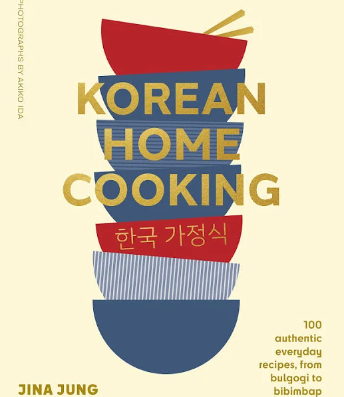 PHOTOGRAPHS BY AKIKO IDA
KOREAN
HOME
COOKING
한국 가정식
100
authentic
everyday
recipes, from
bulgogi to
bibimbap
JINA JUNG